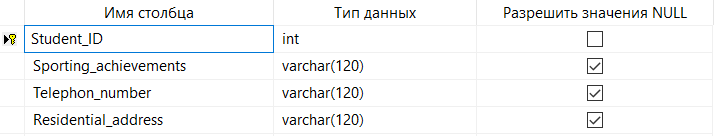 Имя столбца Тип данных Разрешить значения NULL
Student_ID int
Sporting_achievements varchar(120)
Telephon_number varchar(120)
Residential_address varchar(120)